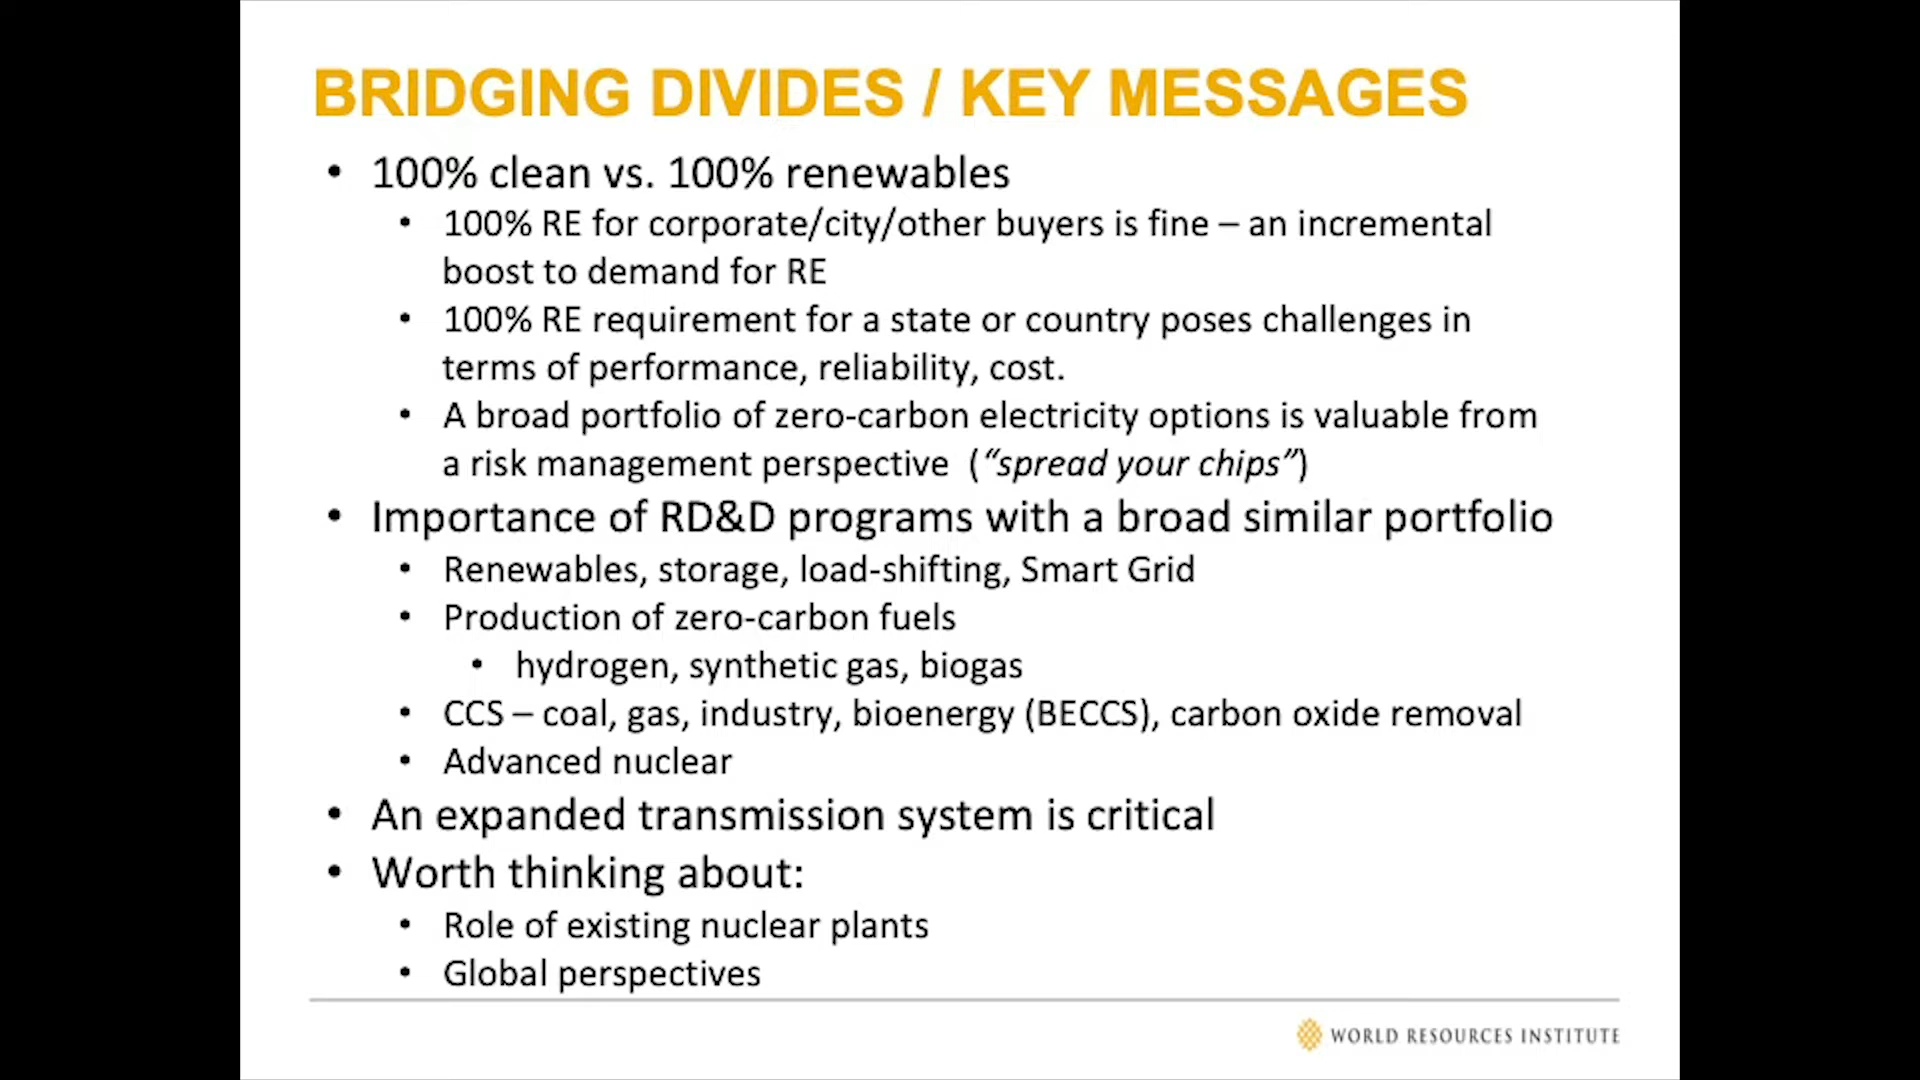 BRIDGING DIVIDES / KEY MESSAGES
• 100% clean vs. 100% renewables
• 100% RE for corporate/city/other buyers is fine – an incremental
boost to demand for RE
• 100% RE requirement for a state or country poses challenges in
terms of performance, reliability, cost.
• A broad portfolio of zero-carbon electricity options is valuable from
a risk management perspective (“spread your chips”)
• Importance of RD&D programs with a broad similar portfolio
• Renewables, storage, load-shifting, Smart Grid
• Production of zero-carbon fuels
• hydrogen, synthetic gas, biogas
• CCS – coal, gas, industry, bioenergy (BECCS), carbon oxide removal
• Advanced nuclear
• An expanded transmission system is critical
• Worth thinking about:
• Role of existing nuclear plants
• Global perspectives
WORLD RESOURCES INSTITUTE